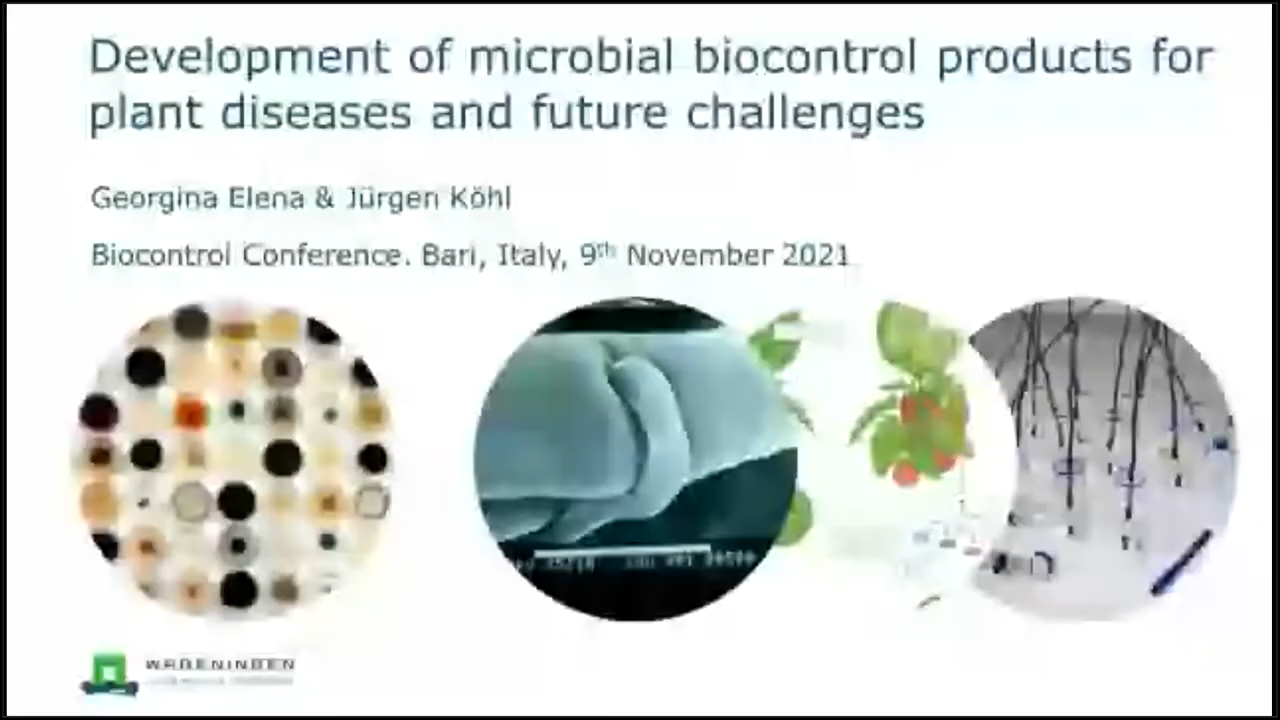 Development of microbial biocontrol products for
plant diseases and future challenges
Georgina Elena & Jürgen Köhl
Biocontrol Conference. Bari, Italy, 9th November 2021
WAGENINGEN